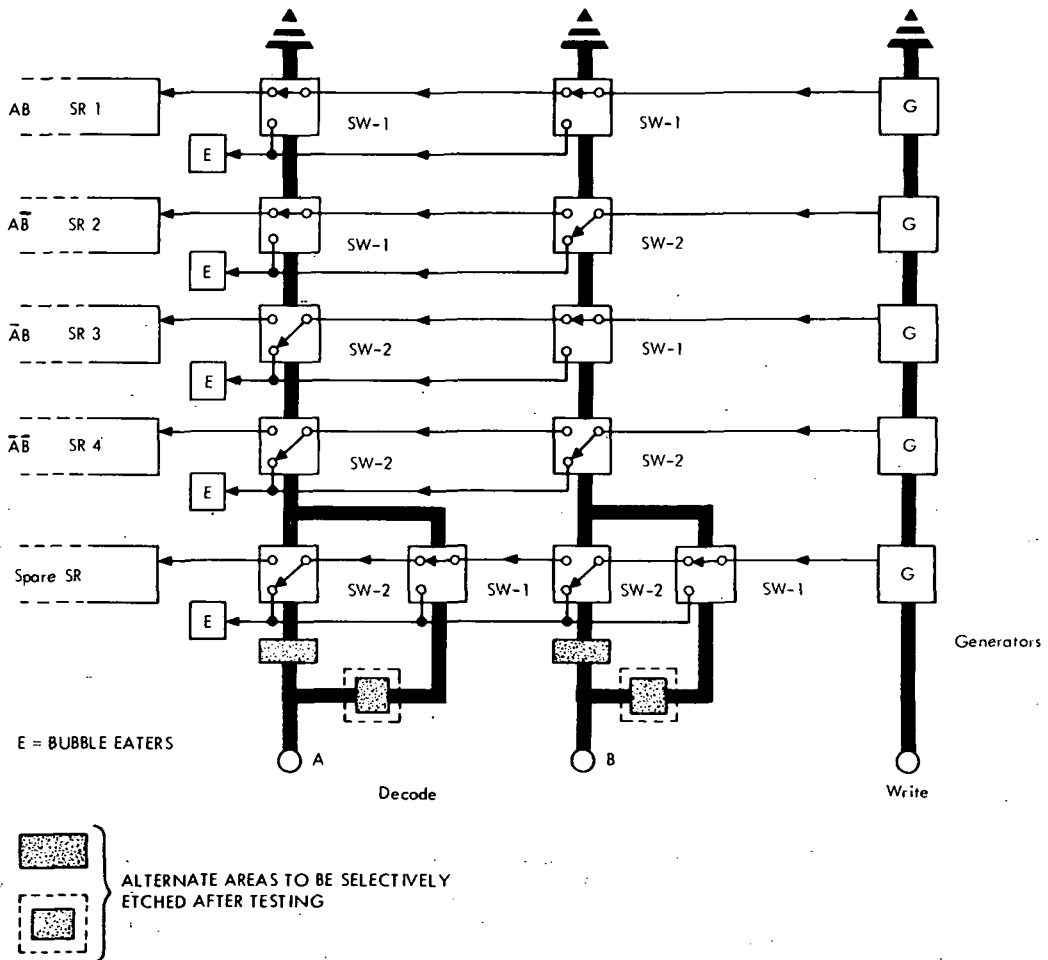 AB SR 1 SW-1 SW-1 G
E
AB̅ SR 2 SW-1 SW-2 G
E
A̅B SR 3 SW-2 SW-1 G
E
A̅B̅ SR 4 SW-2 SW-2 G
E
Spare SR SW-2 SW-1 SW-2 SW-1 G
E
Generators
E = BUBBLE EATERS
A B
Decode Write
ALTERNATE AREAS TO BE SELECTIVELY
ETCHED AFTER TESTING